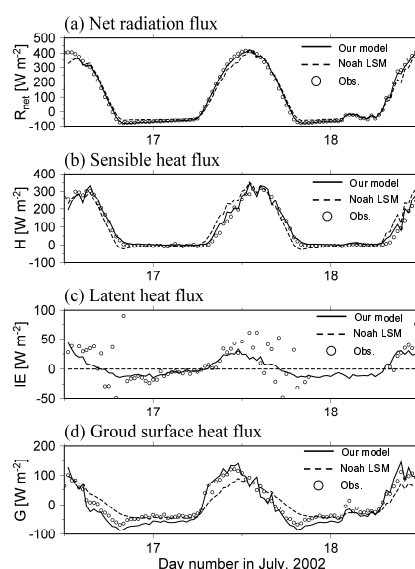 (a) Net radiation flux
500
400
300
200
100
0
-100
R_net [W m⁻²]
Our model
Noah LSM
Obs.
17
18
(b) Sensible heat flux
400
300
200
100
0
-100
H [W m⁻²]
Our model
Noah LSM
Obs.
17
18
(c) Latent heat flux
100
50
0
-50
lE [W m⁻²]
Our model
Noah LSM
Obs.
17
18
(d) Groud surface heat flux
200
100
0
-100
G [W m⁻²]
Our model
Noah LSM
Obs.
17
18
Day number in July, 2002